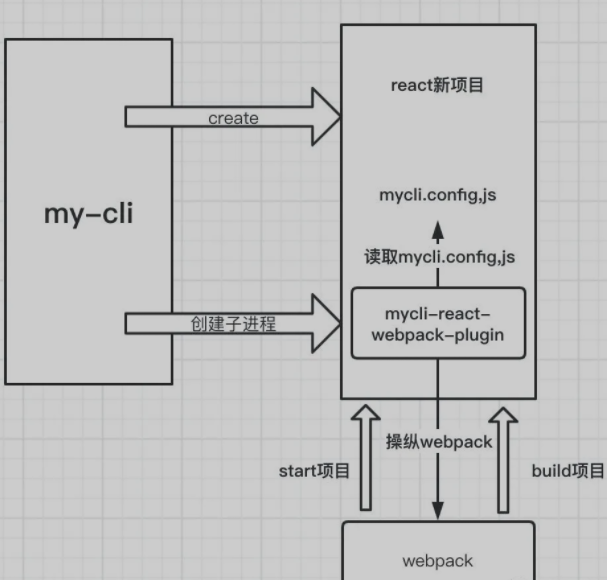 react新项目
create
mycli.config,js
my-cli
读取mycli.config,js
mycli-react-
webpack-plugin
创建子进程
操纵webpack
start项目
build项目
webpack